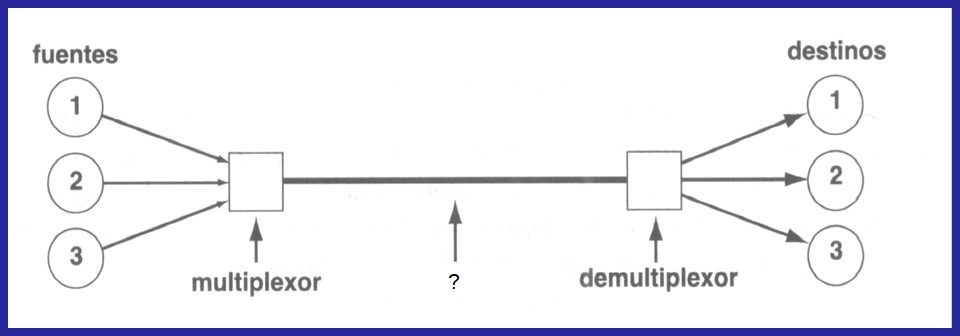 fuentes
destinos
1
1
2
2
3
3
multiplexor
?
demultiplexor